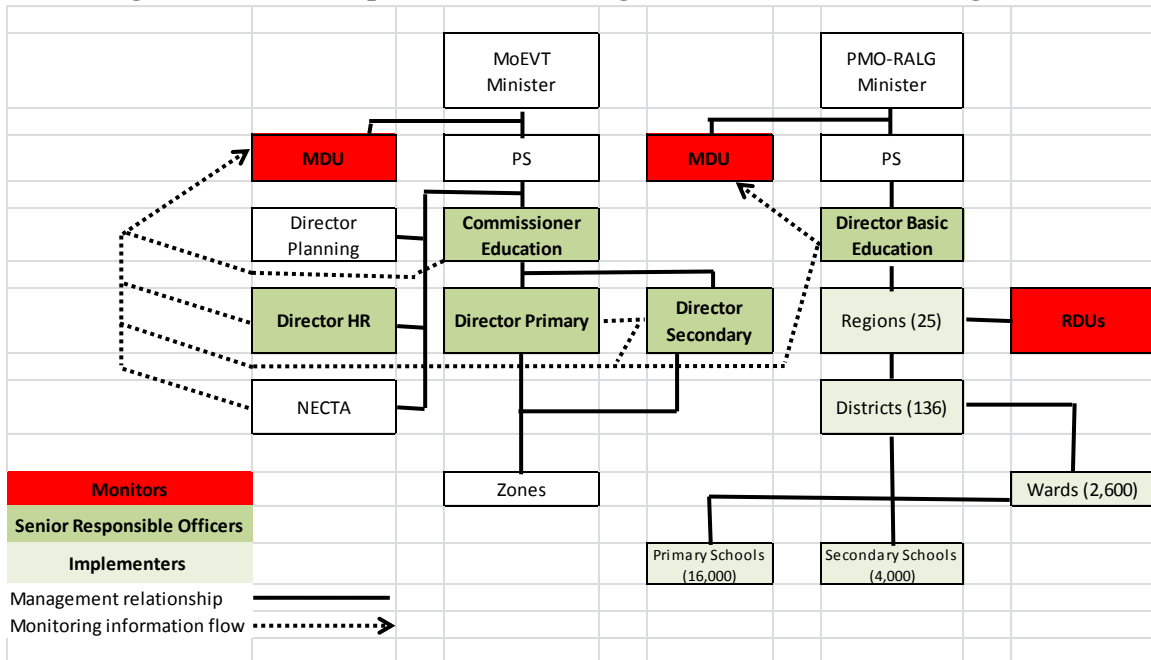 MoEVT
Minister
PMO-RALG
Minister
MDU
PS
MDU
PS
Director
Planning
Commissioner
Education
Director Basic
Education
Director HR
Director Primary
Director
Secondary
Regions (25)
RDUs
NECTA
Districts (136)
Monitors
Zones
Wards (2,600)
Senior Responsible Officers
Implementers
Primary Schools
(16,000)
Secondary Schools
(4,000)
Management relationship
Monitoring information flow